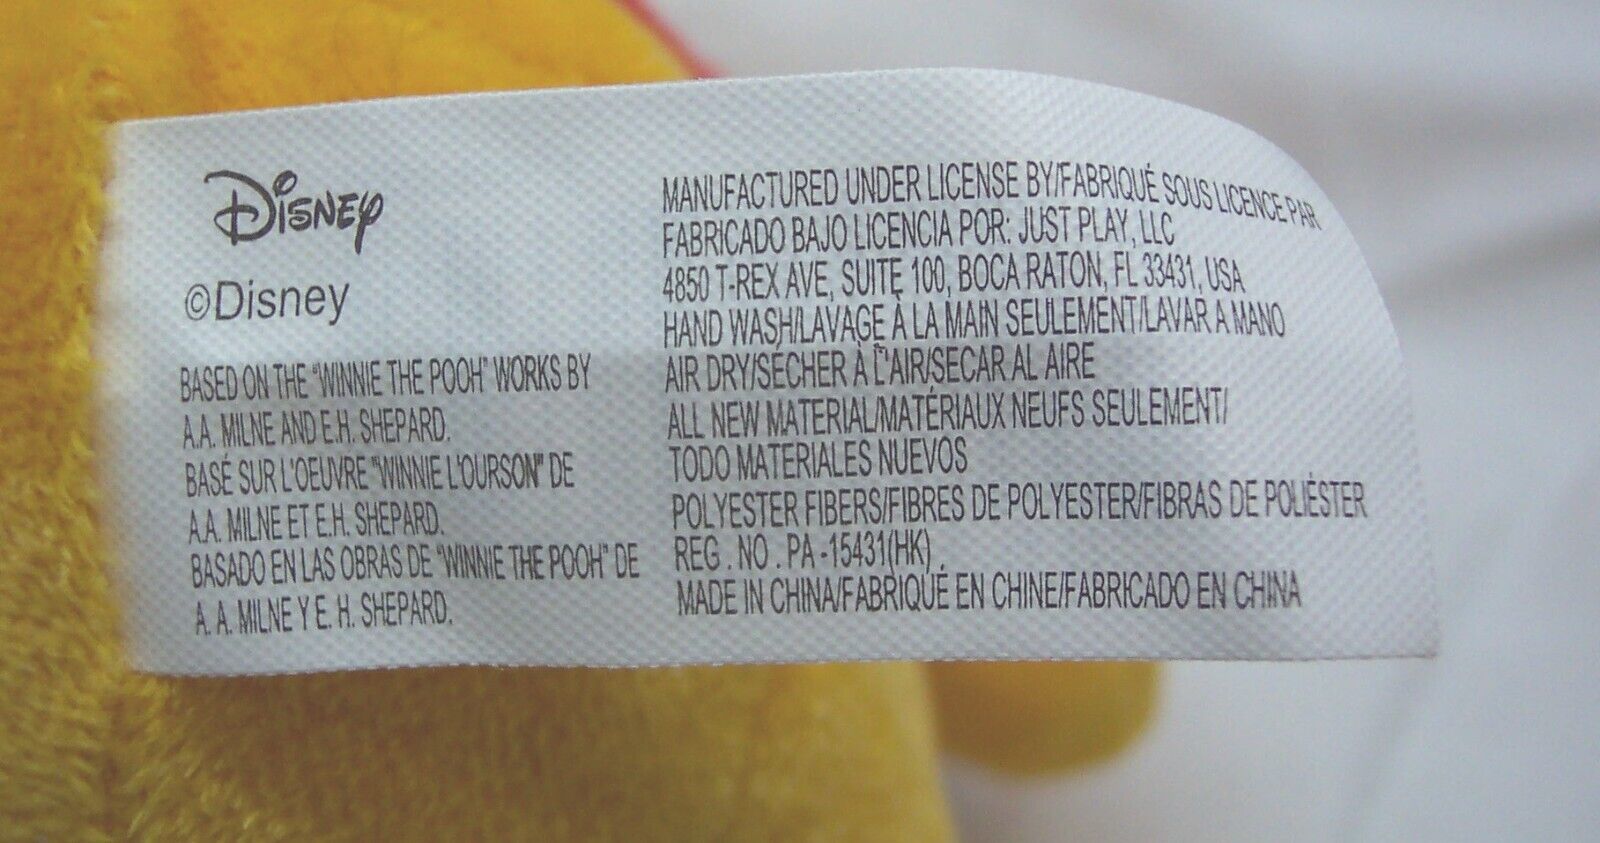 Disney
©Disney
BASED ON THE "WINNIE THE POOH" WORKS BY
A.A. MILNE AND E.H. SHEPARD.
BASÉ SUR L'OEUVRE "WINNIE L'OURSON" DE
A.A. MILNE ET E.H. SHEPARD.
BASADO EN LAS OBRAS DE "WINNIE THE POOH" DE
A. A. MILNE Y E. H. SHEPARD.
MANUFACTURED UNDER LICENSE BY/FABRIQUÉ SOUS LICENCE PAR
FABRICADO BAJO LICENCIA POR: JUST PLAY, LLC
4850 T-REX AVE, SUITE 100, BOCA RATON, FL 33431, USA
HAND WASH/LAVAGE À LA MAIN SEULEMENT/LAVAR A MANO
AIR DRY/SÉCHER À L'AIR/SECAR AL AIRE
ALL NEW MATERIAL/MATÉRIAUX NEUFS SEULEMENT/
TODO MATERIALES NUEVOS
POLYESTER FIBERS/FIBRES DE POLYESTER/FIBRAS DE POLIÉSTER
REG . NO . PA -15431(HK)
MADE IN CHINA/FABRIQUÉ EN CHINE/FABRICADO EN CHINA